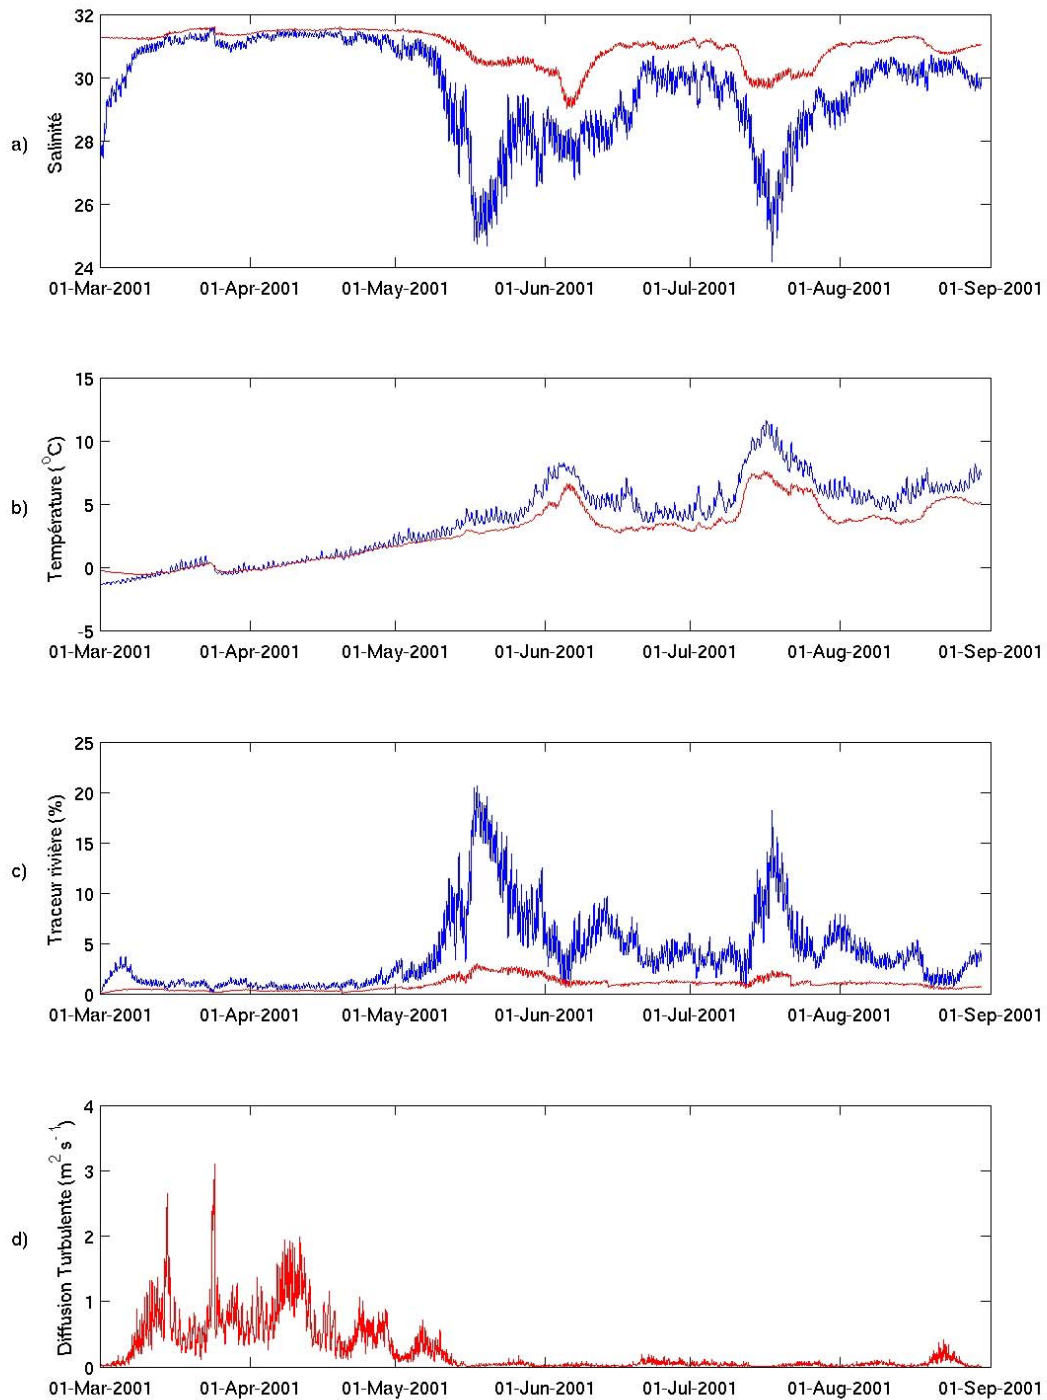 32
30
28
26
24
a)
Salinité
01-Mar-2001 01-Apr-2001 01-May-2001 01-Jun-2001 01-Jul-2001 01-Aug-2001 01-Sep-2001
15
10
5
0
-5
b)
Température (°C)
01-Mar-2001 01-Apr-2001 01-May-2001 01-Jun-2001 01-Jul-2001 01-Aug-2001 01-Sep-2001
25
20
15
10
5
0
c)
Traceur rivière (%)
01-Mar-2001 01-Apr-2001 01-May-2001 01-Jun-2001 01-Jul-2001 01-Aug-2001 01-Sep-2001
4
3
2
1
0
d)
Diffusion Turbulente (m² s⁻¹)
01-Mar-2001 01-Apr-2001 01-May-2001 01-Jun-2001 01-Jul-2001 01-Aug-2001 01-Sep-2001